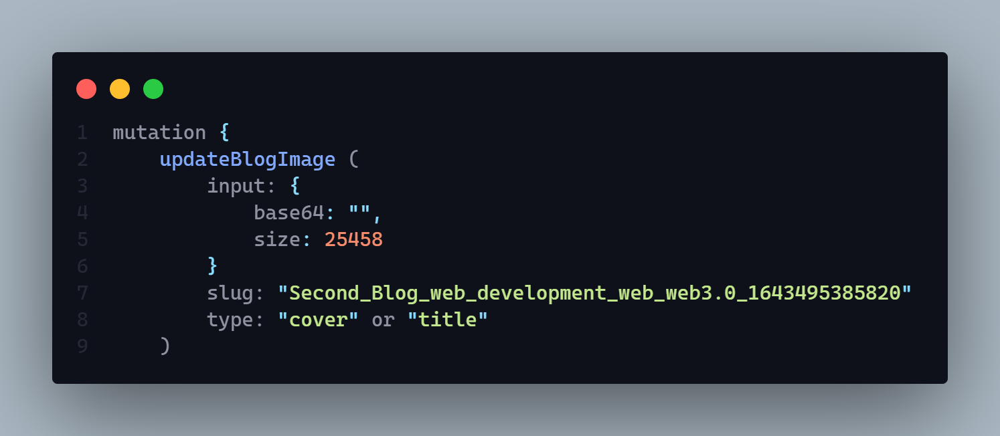 1 mutation {
2     updateBlogImage (
3         input: {
4             base64: "",
5             size: 25458
6         }
7         slug: "Second_Blog_web_development_web_web3.0_1643495385820"
8         type: "cover" or "title"
9     )